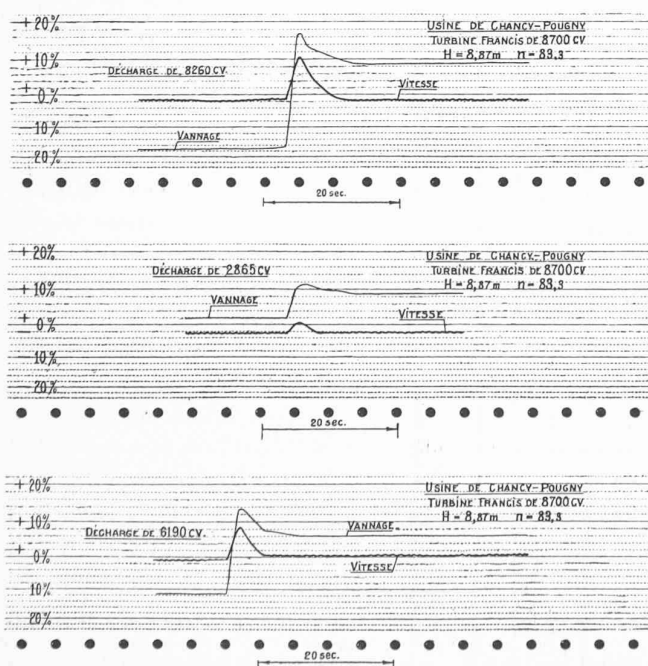 + 20%
USINE DE CHANCY-POUGNY
TURBINE FRANCIS DE 8700 CV
H = 8,87m n = 83,3
+ 10%
DÉCHARGE DE 8260 CV.
VITESSE
+ 0%
- 10%
VANNAGE
- 20%
20 sec.
+ 20%
USINE DE CHANCY-POUGNY
TURBINE FRANCIS DE 8700 CV
H = 8,87m n = 83,3
DÉCHARGE DE 2865 CV
+ 10%
VANNAGE
VITESSE
+ 0%
- 10%
- 20%
20 sec.
+ 20%
USINE DE CHANCY-POUGNY
TURBINE FRANCIS DE 8700 CV.
H = 8,87m n = 83,3
+ 10%
DÉCHARGE DE 6190 CV.
VANNAGE
+ 0%
VITESSE
10%
20%
20 sec.